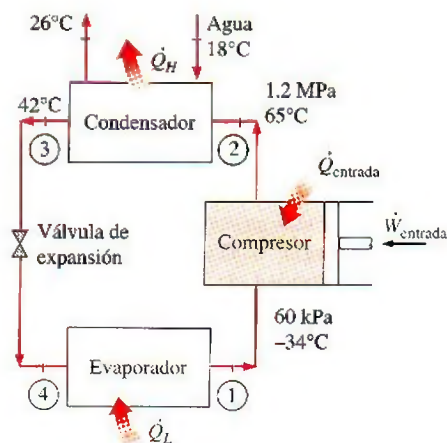 26°C
Q̇H
Agua
18°C
42°C
Condensador
1.2 MPa
65°C
3
2
Q̇entrada
Válvula de
expansión
Compresor
Ẇentrada
60 kPa
–34°C
Evaporador
4
1
Q̇L